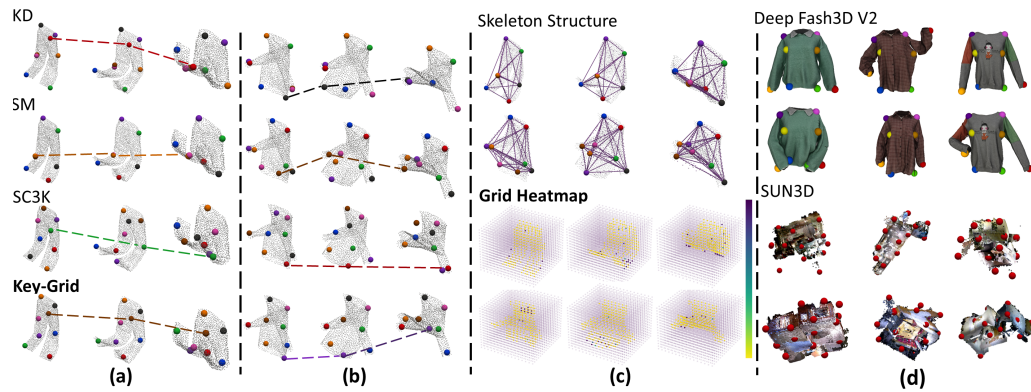 KD
SM
SC3K
Key-Grid
(a)
(b)
Skeleton Structure
Grid Heatmap
(c)
Deep Fash3D V2
SUN3D
(d)